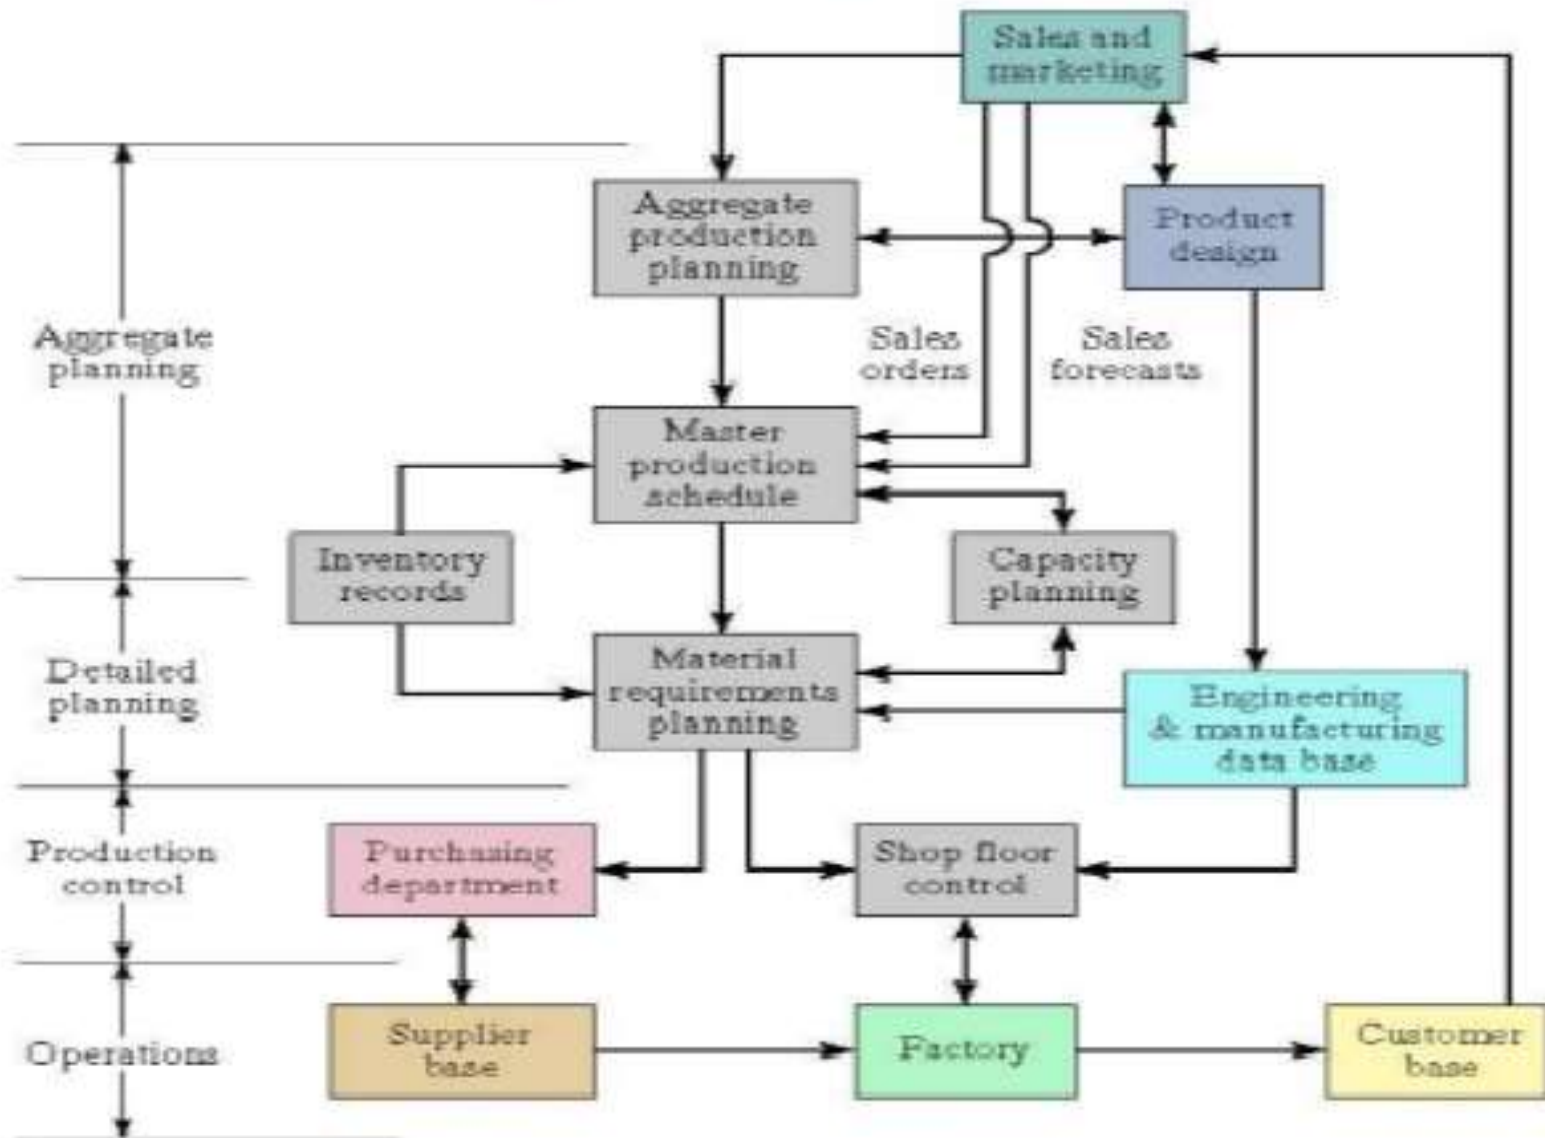 Sales and
marketing
Aggregate
production
planning
Product
design
Aggregate
planning
Sales
orders
Sales
forecasts
Master
production
schedule
Inventory
records
Capacity
planning
Detailed
planning
Material
requirements
planning
Engineering
& manufacturing
data base
Production
control
Purchasing
department
Shop floor
control
Operations
Supplier
base
Factory
Customer
base